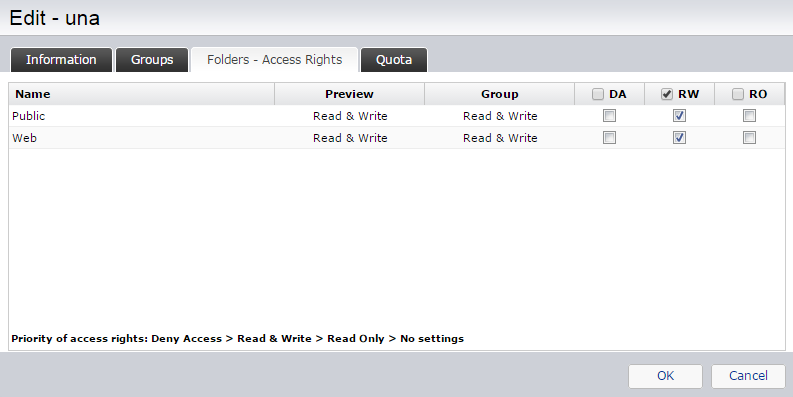 Edit - una
Information Groups Folders - Access Rights Quota
Name Preview Group DA RW RO
Public Read & Write Read & Write
Web Read & Write Read & Write
Priority of access rights: Deny Access > Read & Write > Read Only > No settings
OK Cancel